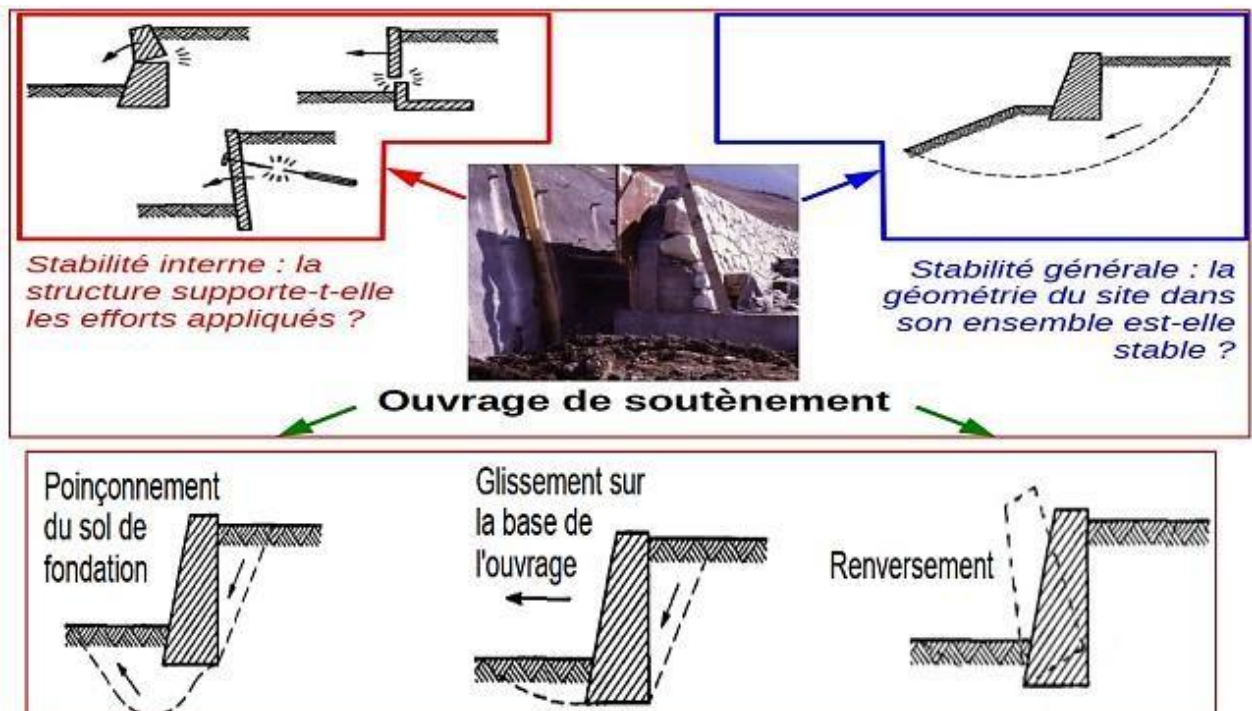 Stabilité interne : la
structure supporte-t-elle
les efforts appliqués ?
Stabilité générale : la
géométrie du site dans
son ensemble est-elle
stable ?
Ouvrage de soutènement
Poinçonnement
du sol de
fondation
Glissement sur
la base de
l'ouvrage
Renversement